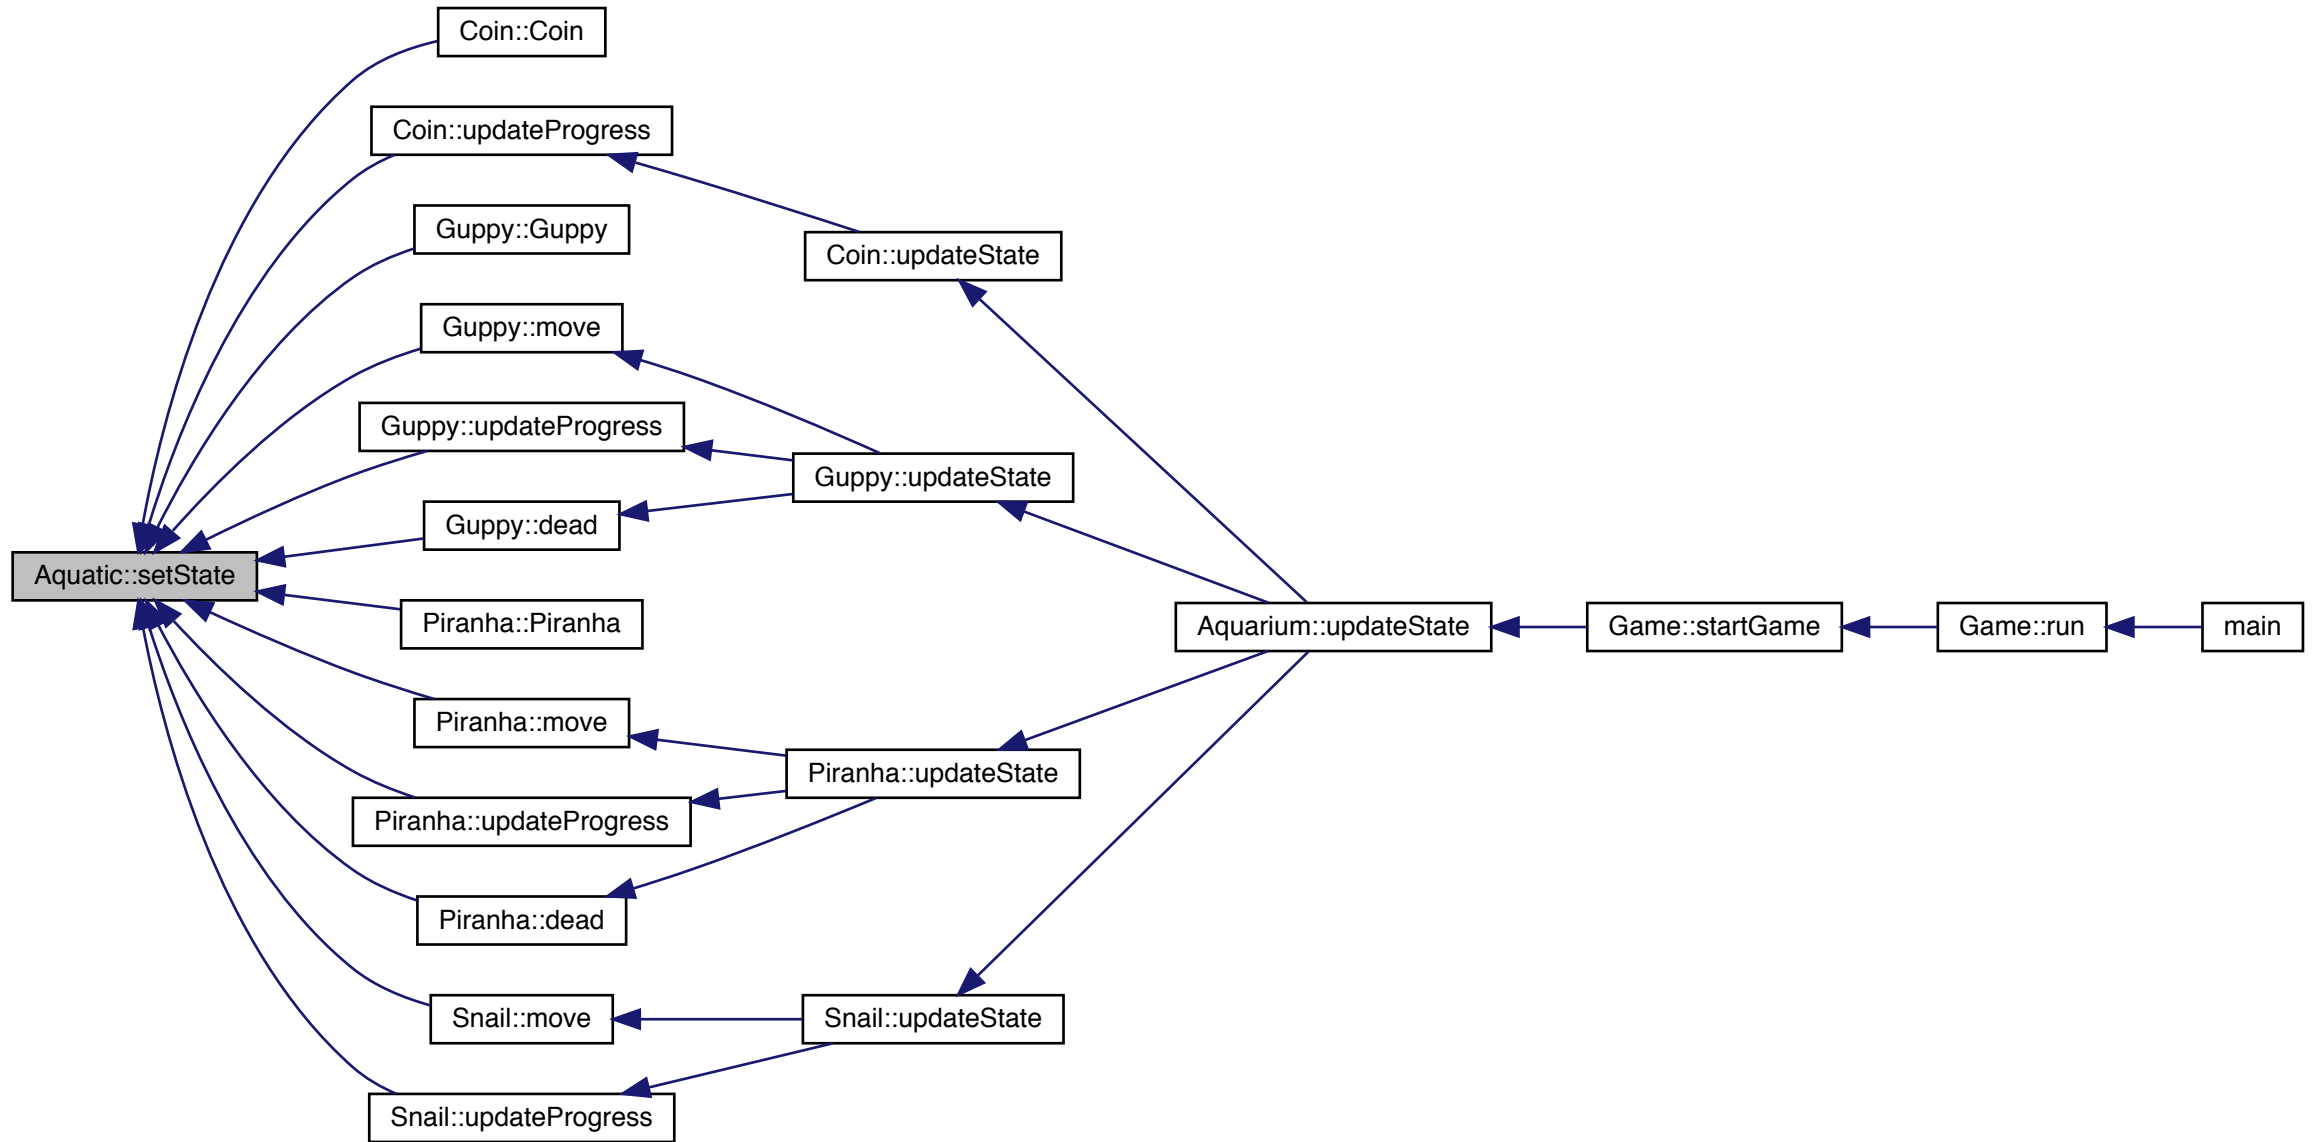 Coin::Coin
Coin::updateProgress
Guppy::Guppy
Coin::updateState
Guppy::move
Guppy::updateProgress
Guppy::updateState
Guppy::dead
Aquatic::setState
Piranha::Piranha
Aquarium::updateState
Game::startGame
Game::run
main
Piranha::move
Piranha::updateState
Piranha::updateProgress
Piranha::dead
Snail::move
Snail::updateState
Snail::updateProgress